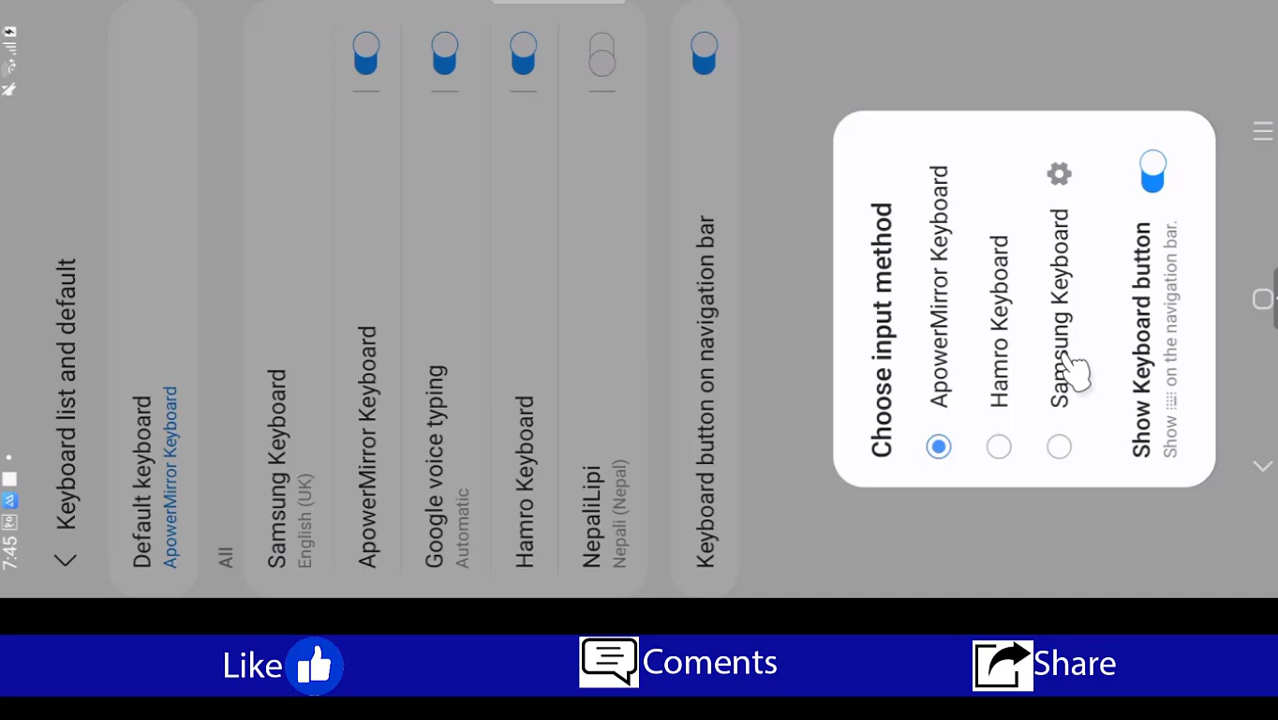 7:45
Keyboard list and default
Default keyboard
ApowerMirror Keyboard
All
Samsung Keyboard
English (UK)
ApowerMirror Keyboard
Google voice typing
Automatic
Hamro Keyboard
NepaliLipi
Nepali (Nepal)
Keyboard button on navigation bar
Choose input method
ApowerMirror Keyboard
Hamro Keyboard
Samsung Keyboard
Show Keyboard button
Show on the navigation bar.
Like
Coments
Share